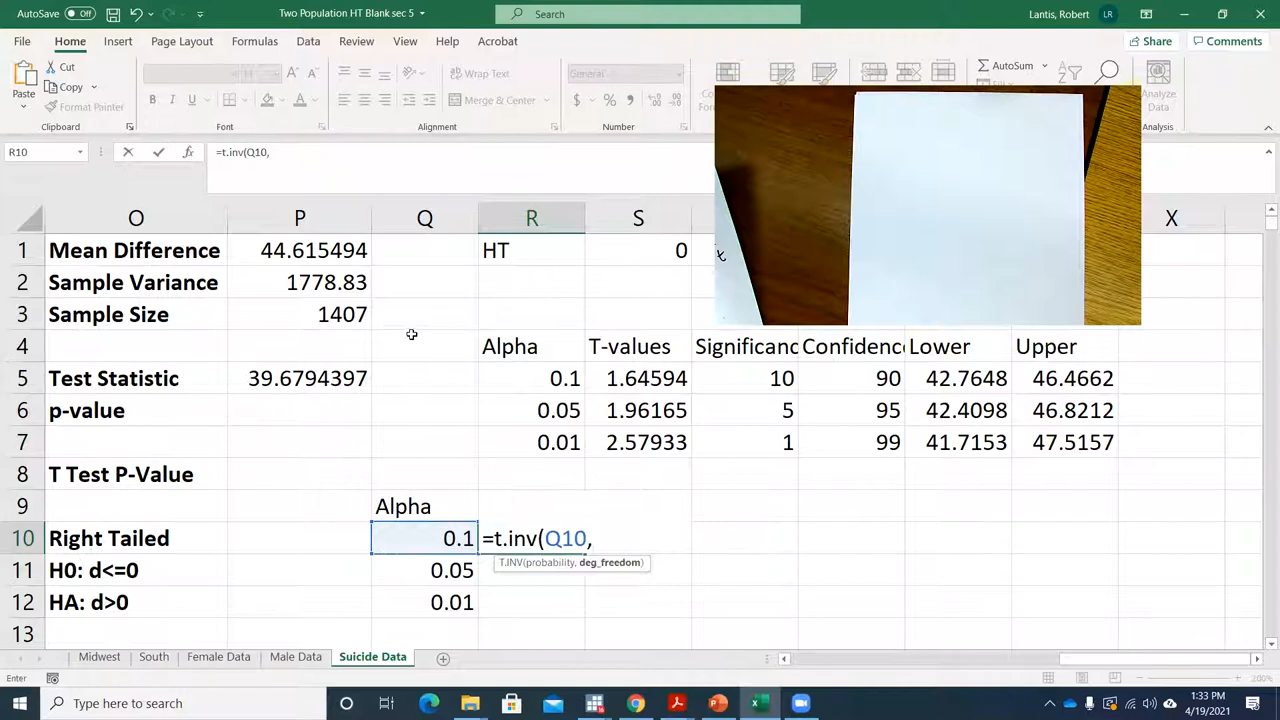 AutoSave Off Two Population HT Blank sec 5 Search Lantis, Robert LR
File Home Insert Page Layout Formulas Data Review View Help Acrobat Share Comments
Cut
Copy
Format Painter
Paste
B I U
Wrap Text
Merge & Center
General
$ % 9
AutoSum
Analyze
Data
Clipboard Font Alignment Number Analysis
R10 fx =t.inv(Q10,
O P Q R S X
1 Mean Difference 44.615494 HT 0
2 Sample Variance 1778.83
3 Sample Size 1407
4 Alpha T-values Significanc Confidenc Lower Upper
5 Test Statistic 39.6794397 0.1 1.64594 10 90 42.7648 46.4662
6 p-value 0.05 1.96165 5 95 42.4098 46.8212
7 0.01 2.57933 1 99 41.7153 47.5157
8 T Test P-Value
9 Alpha
10 Right Tailed 0.1 =t.inv(Q10,
T.INV(probability, deg_freedom)
11 H0: d<=0 0.05
12 HA: d>0 0.01
13
Midwest South Female Data Male Data Suicide Data
Enter 200%
Type here to search 1:33 PM
4/19/2021